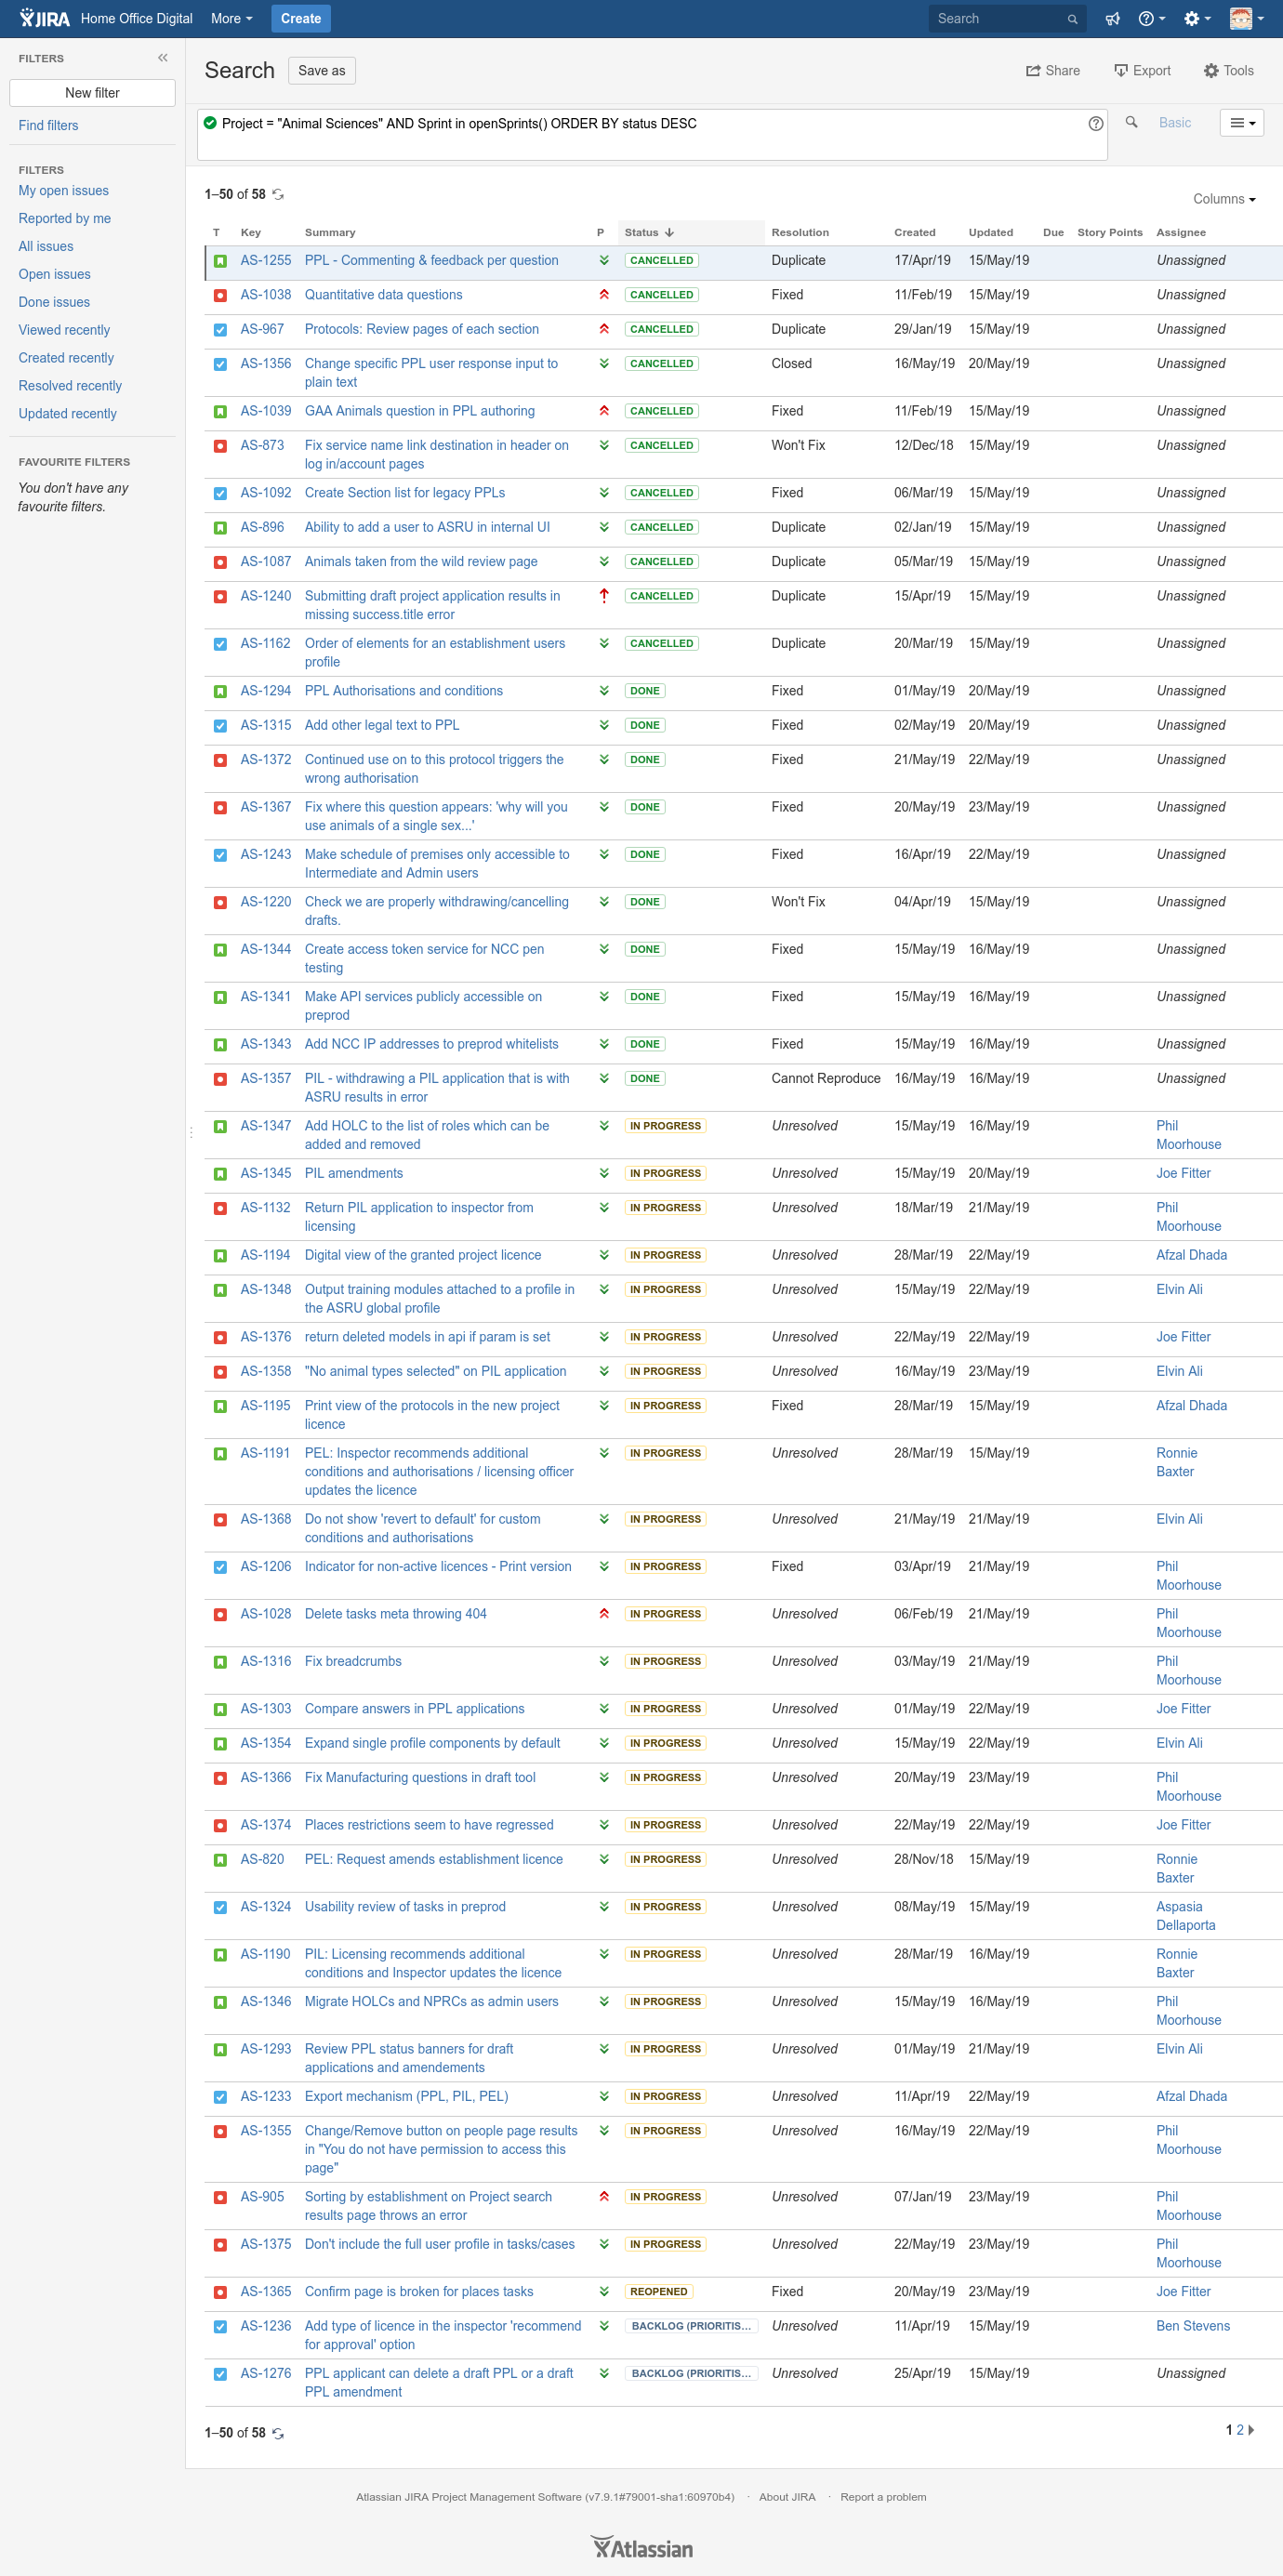 JIRA Home Office Digital More Create Search
FILTERS
New filter
Find filters
FILTERS
My open issues
Reported by me
All issues
Open issues
Done issues
Viewed recently
Created recently
Resolved recently
Updated recently
FAVOURITE FILTERS
You don't have any
favourite filters.
Search Save as Share Export Tools
Project = "Animal Sciences" AND Sprint in openSprints() ORDER BY status DESC Basic
1–50 of 58
Columns
T Key Summary P Status Resolution Created Updated Due Story Points Assignee
AS-1255 PPL - Commenting & feedback per question CANCELLED Duplicate 17/Apr/19 15/May/19 Unassigned
AS-1038 Quantitative data questions CANCELLED Fixed 11/Feb/19 15/May/19 Unassigned
AS-967 Protocols: Review pages of each section CANCELLED Duplicate 29/Jan/19 15/May/19 Unassigned
AS-1356 Change specific PPL user response input to CANCELLED Closed 16/May/19 20/May/19 Unassigned
plain text
AS-1039 GAA Animals question in PPL authoring CANCELLED Fixed 11/Feb/19 15/May/19 Unassigned
AS-873 Fix service name link destination in header on CANCELLED Won't Fix 12/Dec/18 15/May/19 Unassigned
log in/account pages
AS-1092 Create Section list for legacy PPLs CANCELLED Fixed 06/Mar/19 15/May/19 Unassigned
AS-896 Ability to add a user to ASRU in internal UI CANCELLED Duplicate 02/Jan/19 15/May/19 Unassigned
AS-1087 Animals taken from the wild review page CANCELLED Duplicate 05/Mar/19 15/May/19 Unassigned
AS-1240 Submitting draft project application results in CANCELLED Duplicate 15/Apr/19 15/May/19 Unassigned
missing success.title error
AS-1162 Order of elements for an establishment users CANCELLED Duplicate 20/Mar/19 15/May/19 Unassigned
profile
AS-1294 PPL Authorisations and conditions DONE Fixed 01/May/19 20/May/19 Unassigned
AS-1315 Add other legal text to PPL DONE Fixed 02/May/19 20/May/19 Unassigned
AS-1372 Continued use on to this protocol triggers the DONE Fixed 21/May/19 22/May/19 Unassigned
wrong authorisation
AS-1367 Fix where this question appears: 'why will you DONE Fixed 20/May/19 23/May/19 Unassigned
use animals of a single sex...'
AS-1243 Make schedule of premises only accessible to DONE Fixed 16/Apr/19 22/May/19 Unassigned
Intermediate and Admin users
AS-1220 Check we are properly withdrawing/cancelling DONE Won't Fix 04/Apr/19 15/May/19 Unassigned
drafts.
AS-1344 Create access token service for NCC pen DONE Fixed 15/May/19 16/May/19 Unassigned
testing
AS-1341 Make API services publicly accessible on DONE Fixed 15/May/19 16/May/19 Unassigned
preprod
AS-1343 Add NCC IP addresses to preprod whitelists DONE Fixed 15/May/19 16/May/19 Unassigned
AS-1357 PIL - withdrawing a PIL application that is with DONE Cannot Reproduce 16/May/19 16/May/19 Unassigned
ASRU results in error
AS-1347 Add HOLC to the list of roles which can be IN PROGRESS Unresolved 15/May/19 16/May/19 Phil
added and removed Moorhouse
AS-1345 PIL amendments IN PROGRESS Unresolved 15/May/19 20/May/19 Joe Fitter
AS-1132 Return PIL application to inspector from IN PROGRESS Unresolved 18/Mar/19 21/May/19 Phil
licensing Moorhouse
AS-1194 Digital view of the granted project licence IN PROGRESS Unresolved 28/Mar/19 22/May/19 Afzal Dhada
AS-1348 Output training modules attached to a profile in IN PROGRESS Unresolved 15/May/19 22/May/19 Elvin Ali
the ASRU global profile
AS-1376 return deleted models in api if param is set IN PROGRESS Unresolved 22/May/19 22/May/19 Joe Fitter
AS-1358 "No animal types selected" on PIL application IN PROGRESS Unresolved 16/May/19 23/May/19 Elvin Ali
AS-1195 Print view of the protocols in the new project IN PROGRESS Fixed 28/Mar/19 15/May/19 Afzal Dhada
licence
AS-1191 PEL: Inspector recommends additional IN PROGRESS Unresolved 28/Mar/19 15/May/19 Ronnie
conditions and authorisations / licensing officer Baxter
updates the licence
AS-1368 Do not show 'revert to default' for custom IN PROGRESS Unresolved 21/May/19 21/May/19 Elvin Ali
conditions and authorisations
AS-1206 Indicator for non-active licences - Print version IN PROGRESS Fixed 03/Apr/19 21/May/19 Phil
Moorhouse
AS-1028 Delete tasks meta throwing 404 IN PROGRESS Unresolved 06/Feb/19 21/May/19 Phil
Moorhouse
AS-1316 Fix breadcrumbs IN PROGRESS Unresolved 03/May/19 21/May/19 Phil
Moorhouse
AS-1303 Compare answers in PPL applications IN PROGRESS Unresolved 01/May/19 22/May/19 Joe Fitter
AS-1354 Expand single profile components by default IN PROGRESS Unresolved 15/May/19 22/May/19 Elvin Ali
AS-1366 Fix Manufacturing questions in draft tool IN PROGRESS Unresolved 20/May/19 23/May/19 Phil
Moorhouse
AS-1374 Places restrictions seem to have regressed IN PROGRESS Unresolved 22/May/19 22/May/19 Joe Fitter
AS-820 PEL: Request amends establishment licence IN PROGRESS Unresolved 28/Nov/18 15/May/19 Ronnie
Baxter
AS-1324 Usability review of tasks in preprod IN PROGRESS Unresolved 08/May/19 15/May/19 Aspasia
Dellaporta
AS-1190 PIL: Licensing recommends additional IN PROGRESS Unresolved 28/Mar/19 16/May/19 Ronnie
conditions and Inspector updates the licence Baxter
AS-1346 Migrate HOLCs and NPRCs as admin users IN PROGRESS Unresolved 15/May/19 16/May/19 Phil
Moorhouse
AS-1293 Review PPL status banners for draft IN PROGRESS Unresolved 01/May/19 21/May/19 Elvin Ali
applications and amendements
AS-1233 Export mechanism (PPL, PIL, PEL) IN PROGRESS Unresolved 11/Apr/19 22/May/19 Afzal Dhada
AS-1355 Change/Remove button on people page results IN PROGRESS Unresolved 16/May/19 22/May/19 Phil
in "You do not have permission to access this Moorhouse
page"
AS-905 Sorting by establishment on Project search IN PROGRESS Unresolved 07/Jan/19 23/May/19 Phil
results page throws an error Moorhouse
AS-1375 Don't include the full user profile in tasks/cases IN PROGRESS Unresolved 22/May/19 23/May/19 Phil
Moorhouse
AS-1365 Confirm page is broken for places tasks REOPENED Fixed 20/May/19 23/May/19 Joe Fitter
AS-1236 Add type of licence in the inspector 'recommend BACKLOG (PRIORITIS... Unresolved 11/Apr/19 15/May/19 Ben Stevens
for approval' option
AS-1276 PPL applicant can delete a draft PPL or a draft BACKLOG (PRIORITIS... Unresolved 25/Apr/19 15/May/19 Unassigned
PPL amendment
1–50 of 58 1 2
Atlassian JIRA Project Management Software (v7.9.1#79001-sha1:60970b4) · About JIRA · Report a problem
Atlassian